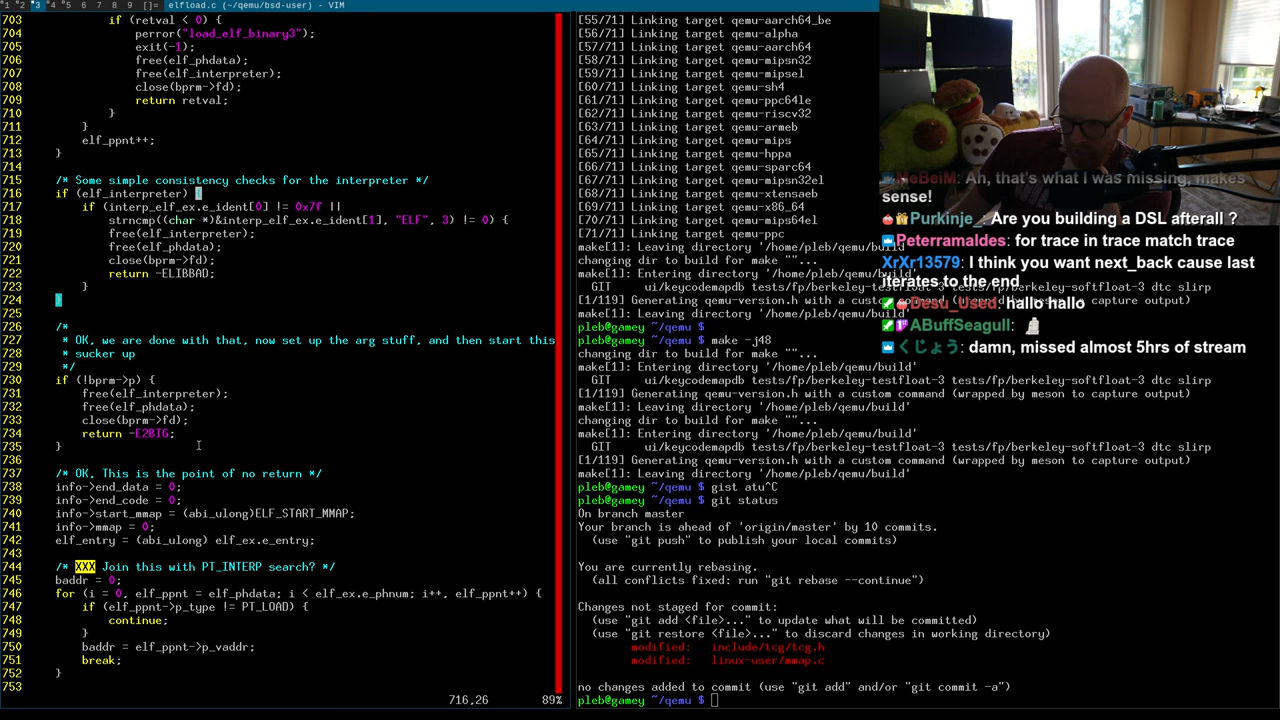 1 2 3 4 5 6 7 8 9 []= elfload.c (~/qemu/bsd-user) - VIM
703 if (retval < 0) {
704 perror("load_elf_binary3");
705 exit(-1);
706 free(elf_phdata);
707 free(elf_interpreter);
708 close(bprm->fd);
709 return retval;
710 }
711 }
712 elf_ppnt++;
713 }
714
715 /* Some simple consistency checks for the interpreter */
716 if (elf_interpreter) {
717 if (interp_elf_ex.e_ident[0] != 0x7f ||
718 strncmp((char *)&interp_elf_ex.e_ident[1], "ELF", 3) != 0) {
719 free(elf_interpreter);
720 free(elf_phdata);
721 close(bprm->fd);
722 return -ELIBBAD;
723 }
724 }
725
726 /*
727 * OK, we are done with that, now set up the arg stuff, and then start this
728 * sucker up
729 */
730 if (!bprm->p) {
731 free(elf_interpreter);
732 free(elf_phdata);
733 close(bprm->fd);
734 return -E2BIG;
735 }
736
737 /* OK, This is the point of no return */
738 info->end_data = 0;
739 info->end_code = 0;
740 info->start_mmap = (abi_ulong)ELF_START_MMAP;
741 info->mmap = 0;
742 elf_entry = (abi_ulong) elf_ex.e_entry;
743
744 /* XXX Join this with PT_INTERP search? */
745 baddr = 0;
746 for (i = 0, elf_ppnt = elf_phdata; i < elf_ex.e_phnum; i++, elf_ppnt++) {
747 if (elf_ppnt->p_type != PT_LOAD) {
748 continue;
749 }
750 baddr = elf_ppnt->p_vaddr;
751 break;
752 }
753
716,26 89%
[55/71] Linking target qemu-aarch64_be
[56/71] Linking target qemu-alpha
[57/71] Linking target qemu-aarch64
[58/71] Linking target qemu-mipsn32
[59/71] Linking target qemu-mipsel
[60/71] Linking target qemu-sh4
[61/71] Linking target qemu-ppc64le
[62/71] Linking target qemu-riscv32
[63/71] Linking target qemu-armeb
[64/71] Linking target qemu-mips
[65/71] Linking target qemu-hppa
[66/71] Linking target qemu-sparc64
[67/71] Linking target qemu-mipsn32el
[68/71] Linking target qemu-xtensaeb
[69/71] Linking target qemu-x86_64
[70/71] Linking target qemu-mips64el
[71/71] Linking target qemu-ppc
make[1]: Leaving directory '/home/pleb/qemu/build'
changing dir to build for make ""...
make[1]: Entering directory '/home/pleb/qemu/build'
GIT ui/keycodemapdb tests/fp/berkeley-testfloat-3 tests/fp/berkeley-softfloat-3 dtc slirp
[1/119] Generating qemu-version.h with a custom command (wrapped by meson to capture output)
make[1]: Leaving directory '/home/pleb/qemu/build'
pleb@gamey ~/qemu $
pleb@gamey ~/qemu $ make -j48
changing dir to build for make ""...
make[1]: Entering directory '/home/pleb/qemu/build'
GIT ui/keycodemapdb tests/fp/berkeley-testfloat-3 tests/fp/berkeley-softfloat-3 dtc slirp
[1/119] Generating qemu-version.h with a custom command (wrapped by meson to capture output)
make[1]: Leaving directory '/home/pleb/qemu/build'
changing dir to build for make ""...
make[1]: Entering directory '/home/pleb/qemu/build'
GIT ui/keycodemapdb tests/fp/berkeley-testfloat-3 tests/fp/berkeley-softfloat-3 dtc slirp
[1/119] Generating qemu-version.h with a custom command (wrapped by meson to capture output)
make[1]: Leaving directory '/home/pleb/qemu/build'
pleb@gamey ~/qemu $ gist atu^C
pleb@gamey ~/qemu $ git status
On branch master
Your branch is ahead of 'origin/master' by 10 commits.
(use "git push" to publish your local commits)
You are currently rebasing.
(all conflicts fixed: run "git rebase --continue")
Changes not staged for commit:
(use "git add <file>..." to update what will be committed)
(use "git restore <file>..." to discard changes in working directory)
modified: include/tcg/tcg.h
modified: linux-user/mmap.c
no changes added to commit (use "git add" and/or "git commit -a")
pleb@gamey ~/qemu $
Ah, that's what I was missing, makes
sense!
Purkinje_: Are you building a DSL afterall ?
Peterramaldes: for trace in trace match trace
XrXr13579: I think you want next_back cause last
iterates to the end
Desu_Used: hallo hallo
ABuffSeagull:
くじょう: damn, missed almost 5hrs of stream